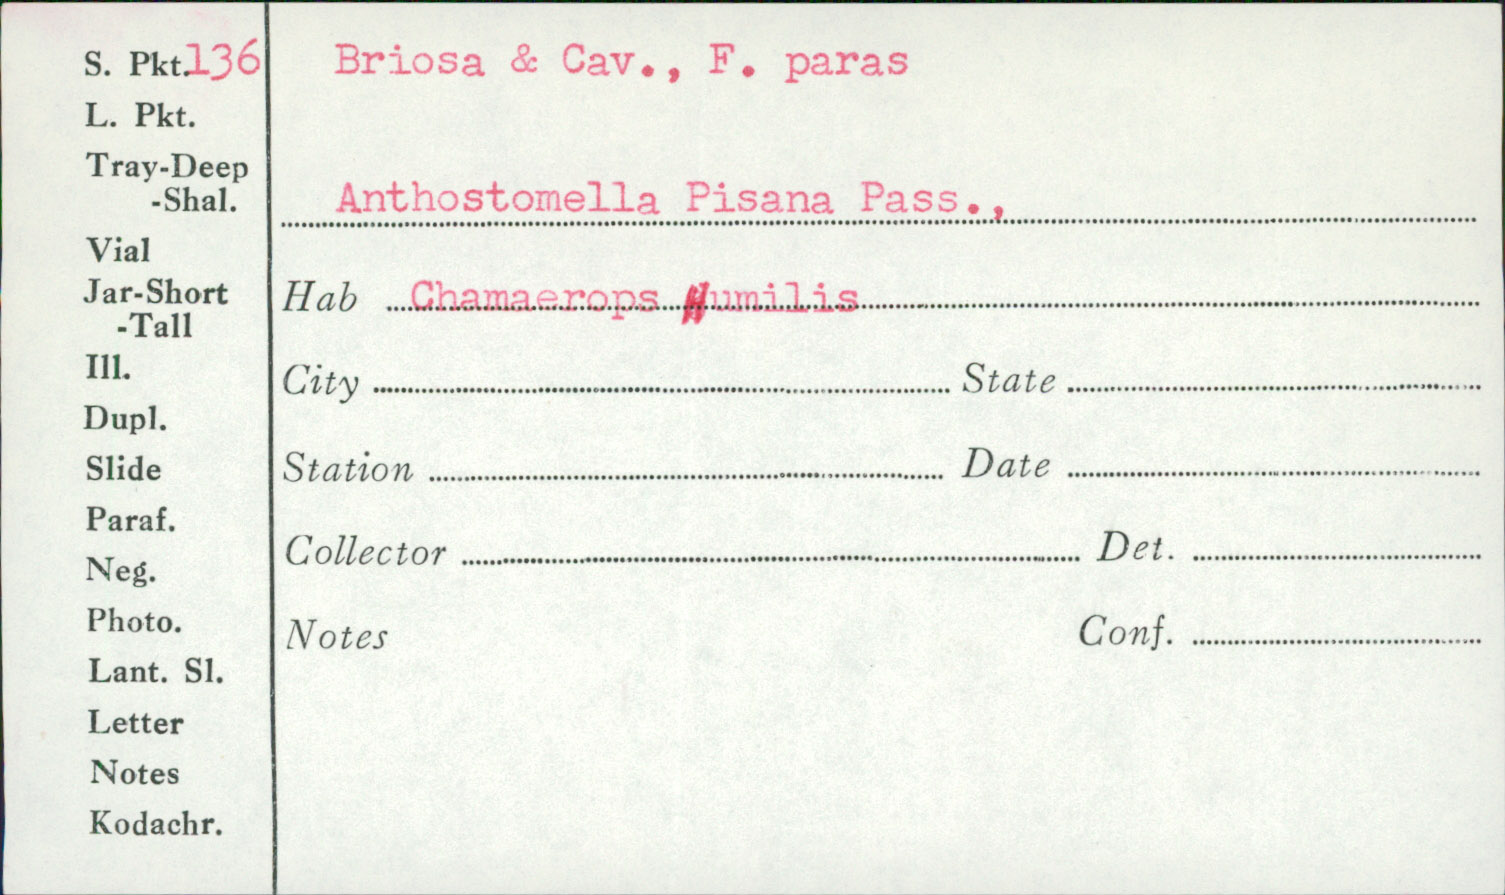 S. Pkt. 136
L. Pkt.
Tray-Deep
-Shal.
Vial
Jar-Short
-Tall
Ill.
Dupl.
Slide
Paraf.
Neg.
Photo.
Lant. Sl.
Letter
Notes
Kodachr.
Briosa & Cav., F. paras
Anthostomella Pisana Pass.,
Hab Chamaerops Humilis
City State
Station Date
Collector Det.
Notes Conf.